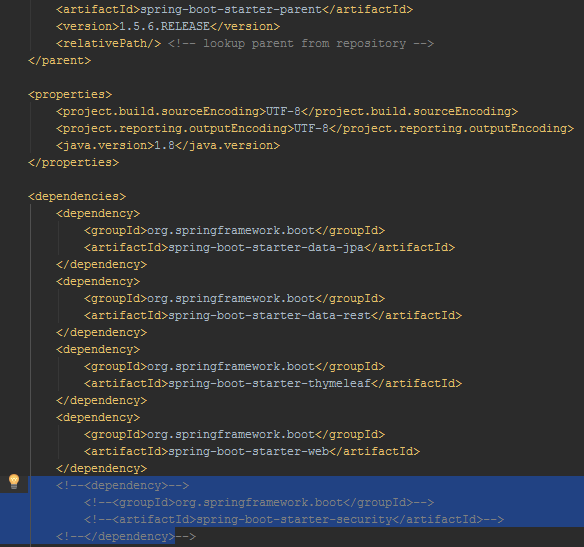 <artifactId>spring-boot-starter-parent</artifactId>
<version>1.5.6.RELEASE</version>
<relativePath/> <!-- lookup parent from repository -->
</parent>
<properties>
<project.build.sourceEncoding>UTF-8</project.build.sourceEncoding>
<project.reporting.outputEncoding>UTF-8</project.reporting.outputEncoding>
<java.version>1.8</java.version>
</properties>
<dependencies>
<dependency>
<groupId>org.springframework.boot</groupId>
<artifactId>spring-boot-starter-data-jpa</artifactId>
</dependency>
<dependency>
<groupId>org.springframework.boot</groupId>
<artifactId>spring-boot-starter-data-rest</artifactId>
</dependency>
<dependency>
<groupId>org.springframework.boot</groupId>
<artifactId>spring-boot-starter-thymeleaf</artifactId>
</dependency>
<dependency>
<groupId>org.springframework.boot</groupId>
<artifactId>spring-boot-starter-web</artifactId>
</dependency>
<!--<dependency>-->
<!--<groupId>org.springframework.boot</groupId>-->
<!--<artifactId>spring-boot-starter-security</artifactId>-->
<!--</dependency>-->